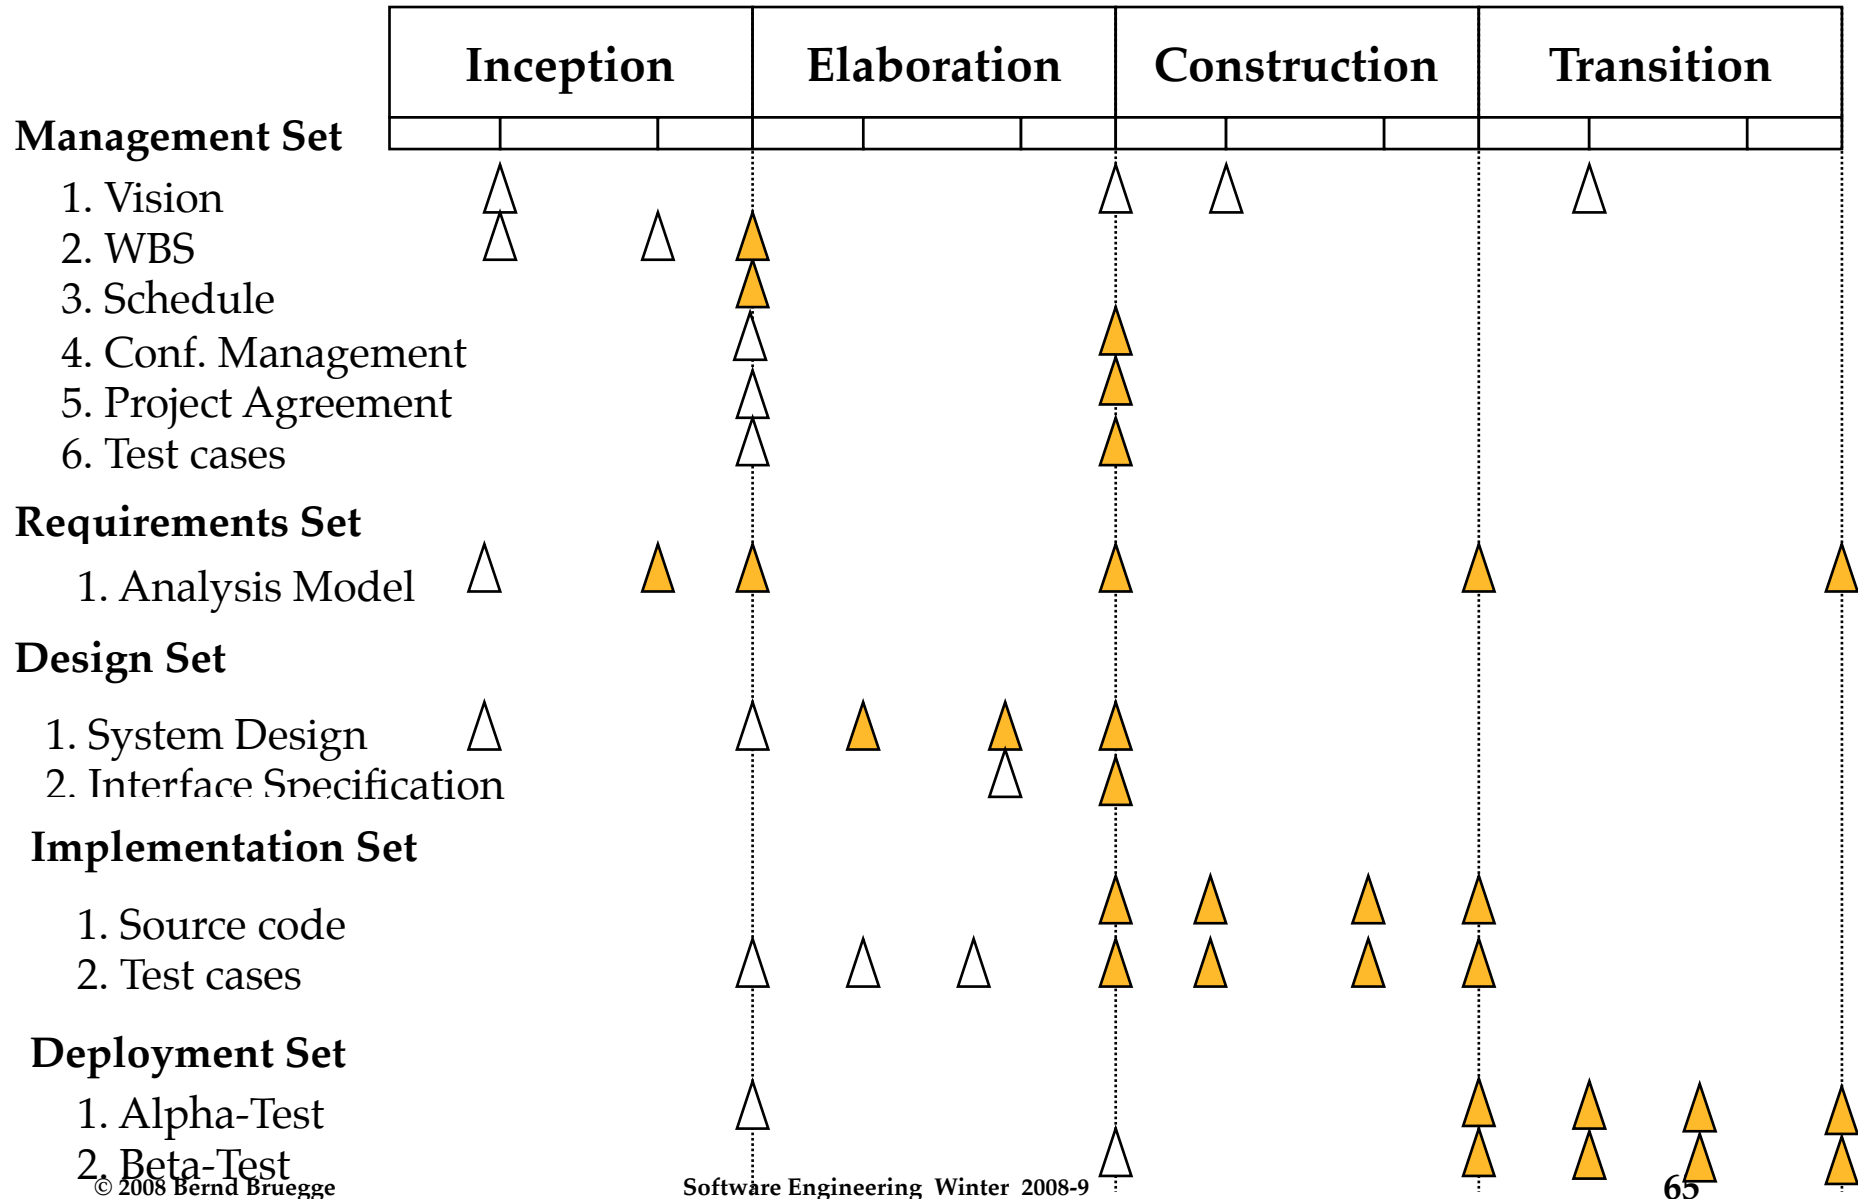 Inception Elaboration Construction Transition
Management Set
1. Vision
2. WBS
3. Schedule
4. Conf. Management
5. Project Agreement
6. Test cases
Requirements Set
1. Analysis Model
Design Set
1. System Design
2. Interface Specification
Implementation Set
1. Source code
2. Test cases
Deployment Set
1. Alpha-Test
2. Beta-Test
© 2008 Bernd Bruegge Software Engineering Winter 2008-9 65